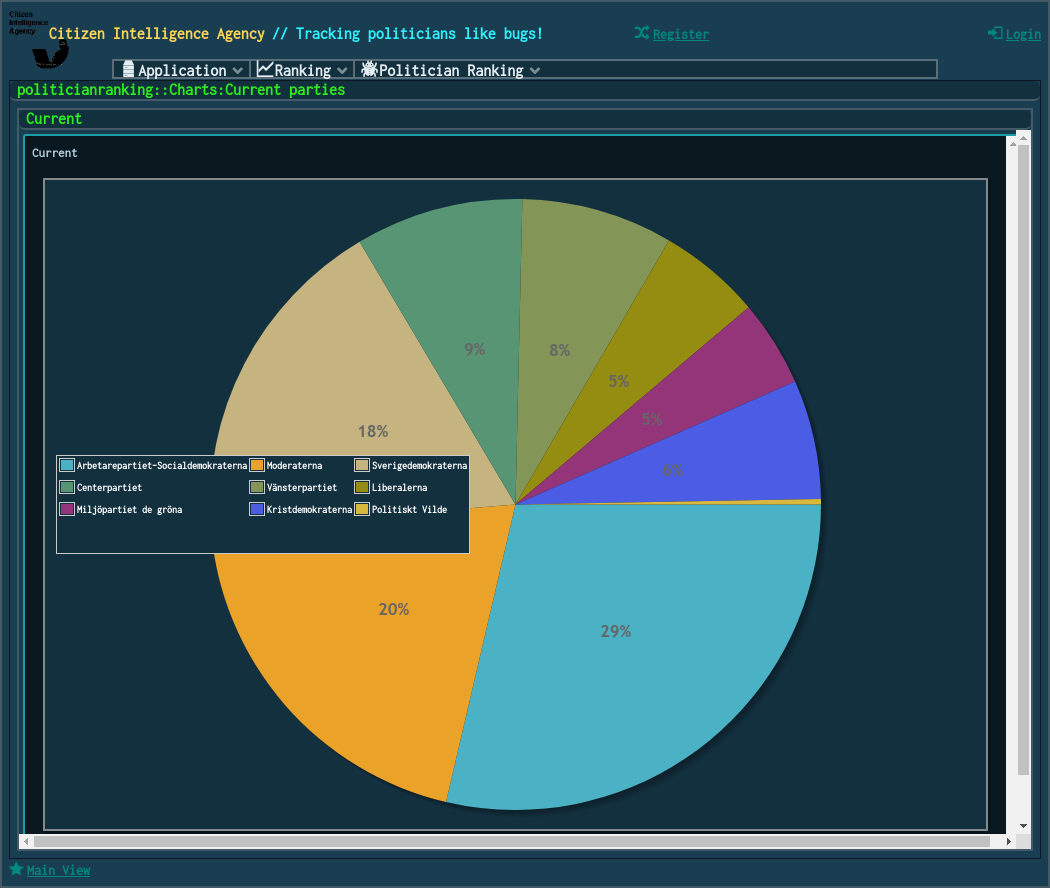 Citizen
Intelligence
Agency
Citizen Intelligence Agency // Tracking politicians like bugs!
Register
Login
Application
Ranking
Politician Ranking
politicianranking::Charts:Current parties
Current
Current
9%
8%
5%
5%
18%
6%
Arbetarepartiet-Socialdemokraterna
Moderaterna
Sverigedemokraterna
Centerpartiet
Vänsterpartiet
Liberalerna
Miljöpartiet de gröna
Kristdemokraterna
Politiskt Vilde
20%
29%
Main View